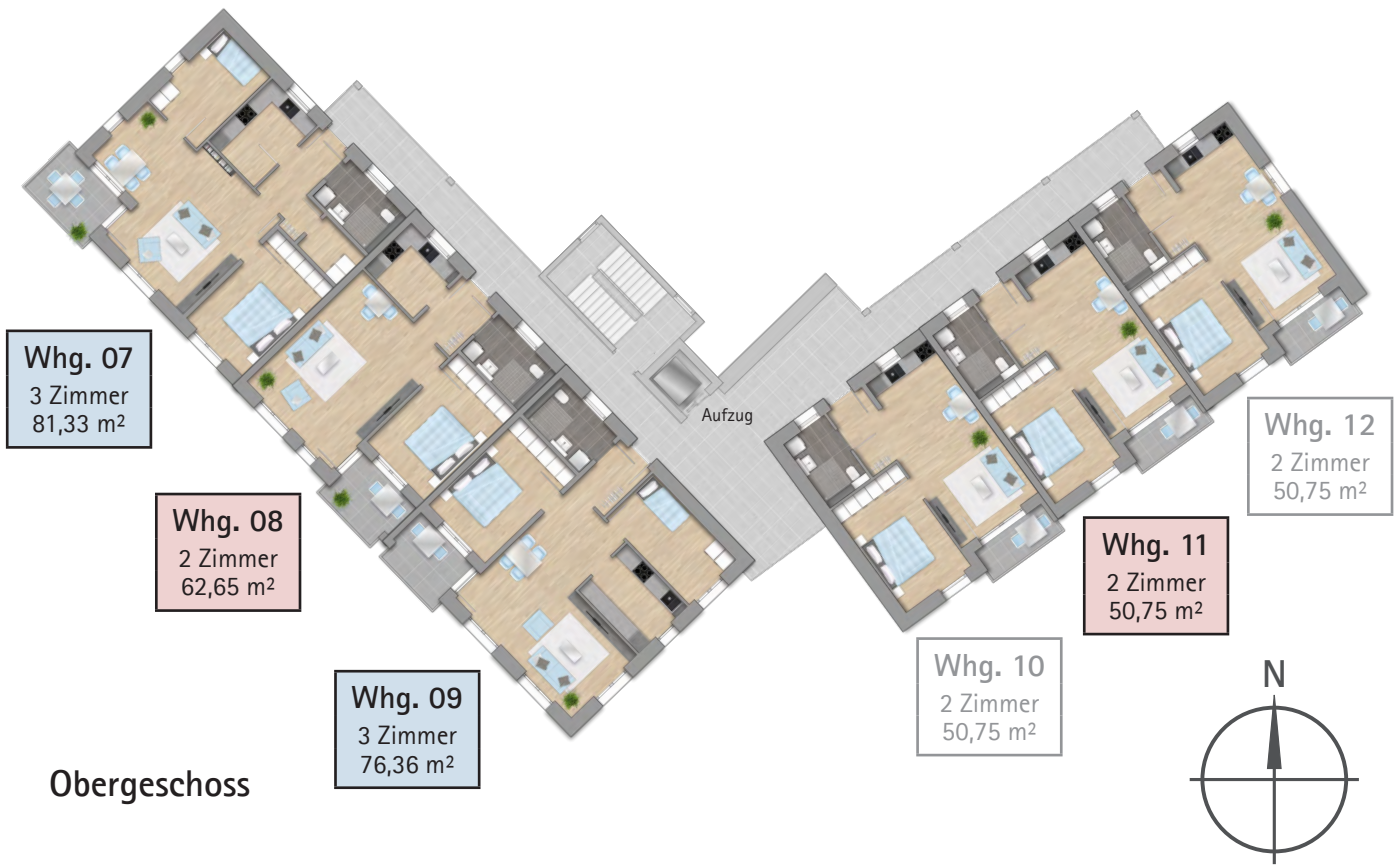 Aufzug
Whg. 07
3 Zimmer
81,33 m²
Whg. 08
2 Zimmer
62,65 m²
Whg. 09
3 Zimmer
76,36 m²
Whg. 10
2 Zimmer
50,75 m²
Whg. 11
2 Zimmer
50,75 m²
Whg. 12
2 Zimmer
50,75 m²
N
Obergeschoss